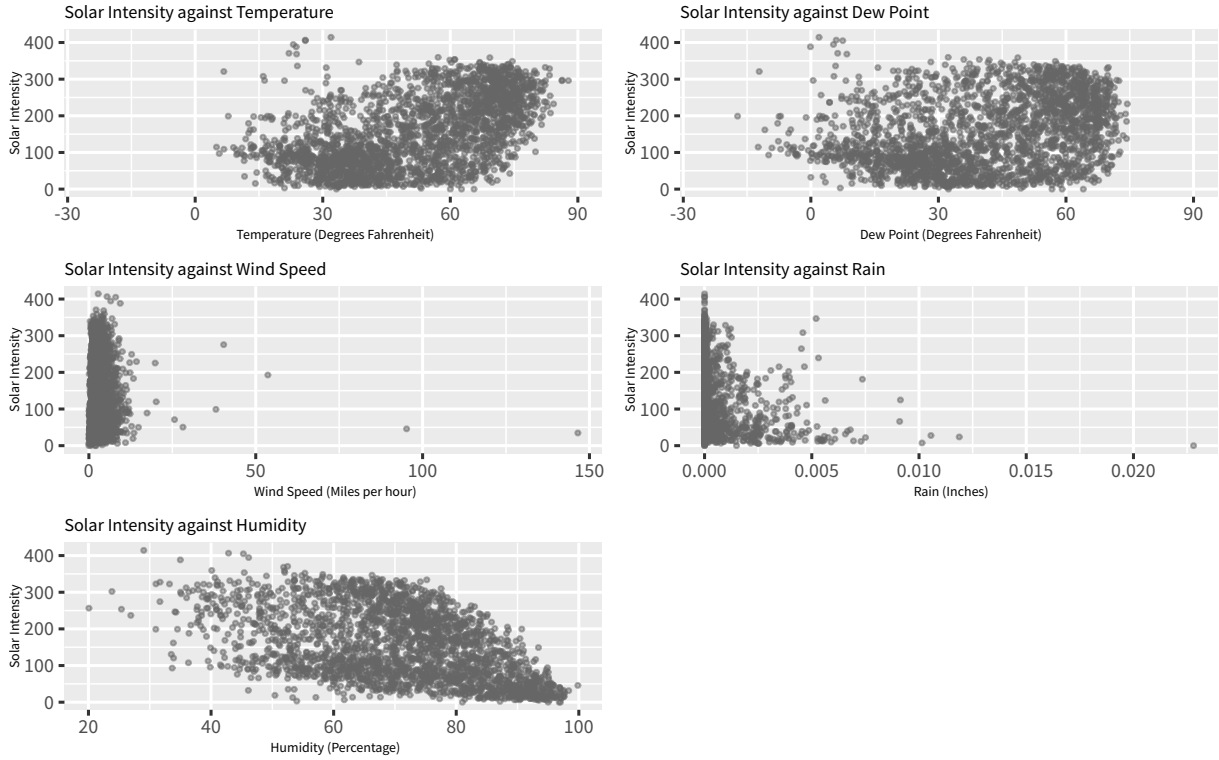 Solar Intensity against Temperature
Solar Intensity
400
300
200
100
0
-30 0 30 60 90
Temperature (Degrees Fahrenheit)
Solar Intensity against Dew Point
Solar Intensity
400
300
200
100
0
-30 0 30 60 90
Dew Point (Degrees Fahrenheit)
Solar Intensity against Wind Speed
Solar Intensity
400
300
200
100
0
0 50 100 150
Wind Speed (Miles per hour)
Solar Intensity against Rain
Solar Intensity
400
300
200
100
0
0.000 0.005 0.010 0.015 0.020
Rain (Inches)
Solar Intensity against Humidity
Solar Intensity
400
300
200
100
0
20 40 60 80 100
Humidity (Percentage)